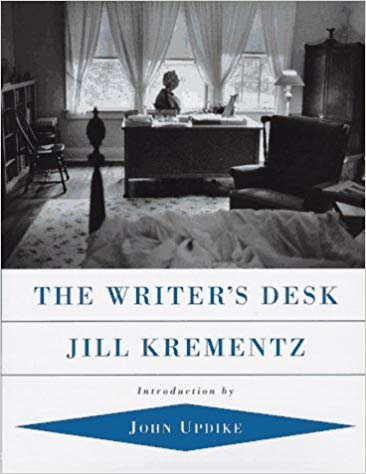 THE WRITER'S DESK
JILL KREMENTZ
Introduction by
JOHN UPDIKE